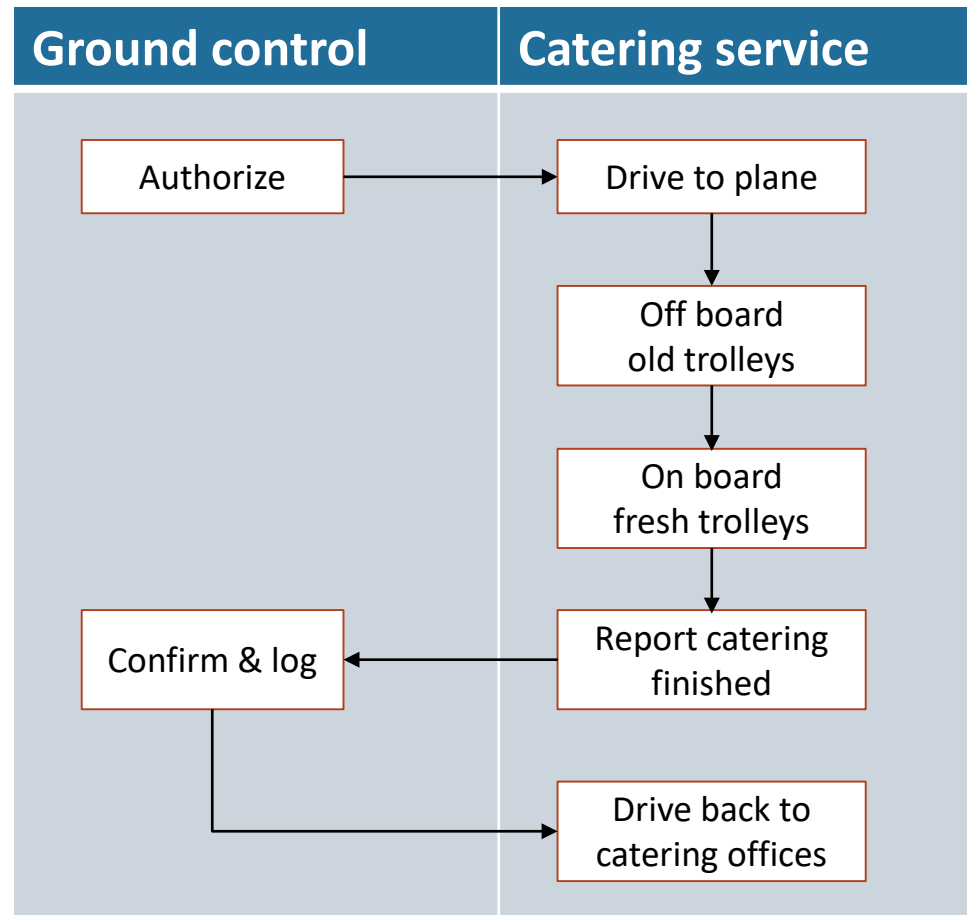 Ground control
Catering service
Authorize
Drive to plane
Off board
old trolleys
On board
fresh trolleys
Report catering
finished
Confirm & log
Drive back to
catering offices